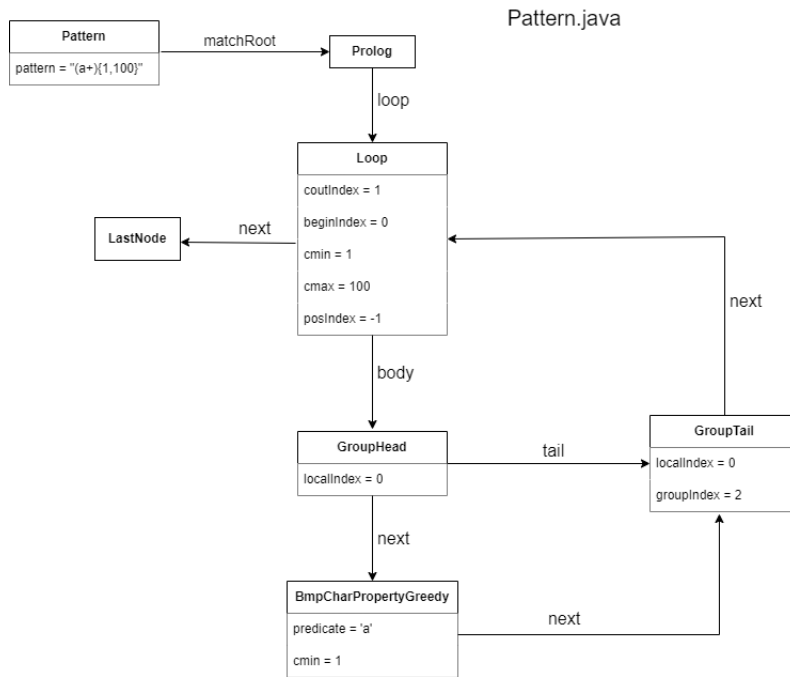 Pattern.java
Pattern
pattern = "(a+){1,100}"
matchRoot
Prolog
loop
Loop
coutIndex = 1
beginIndex = 0
cmin = 1
cmax = 100
posIndex = -1
next
LastNode
next
body
GroupHead
localIndex = 0
tail
GroupTail
localIndex = 0
groupIndex = 2
next
BmpCharPropertyGreedy
predicate = 'a'
cmin = 1
next